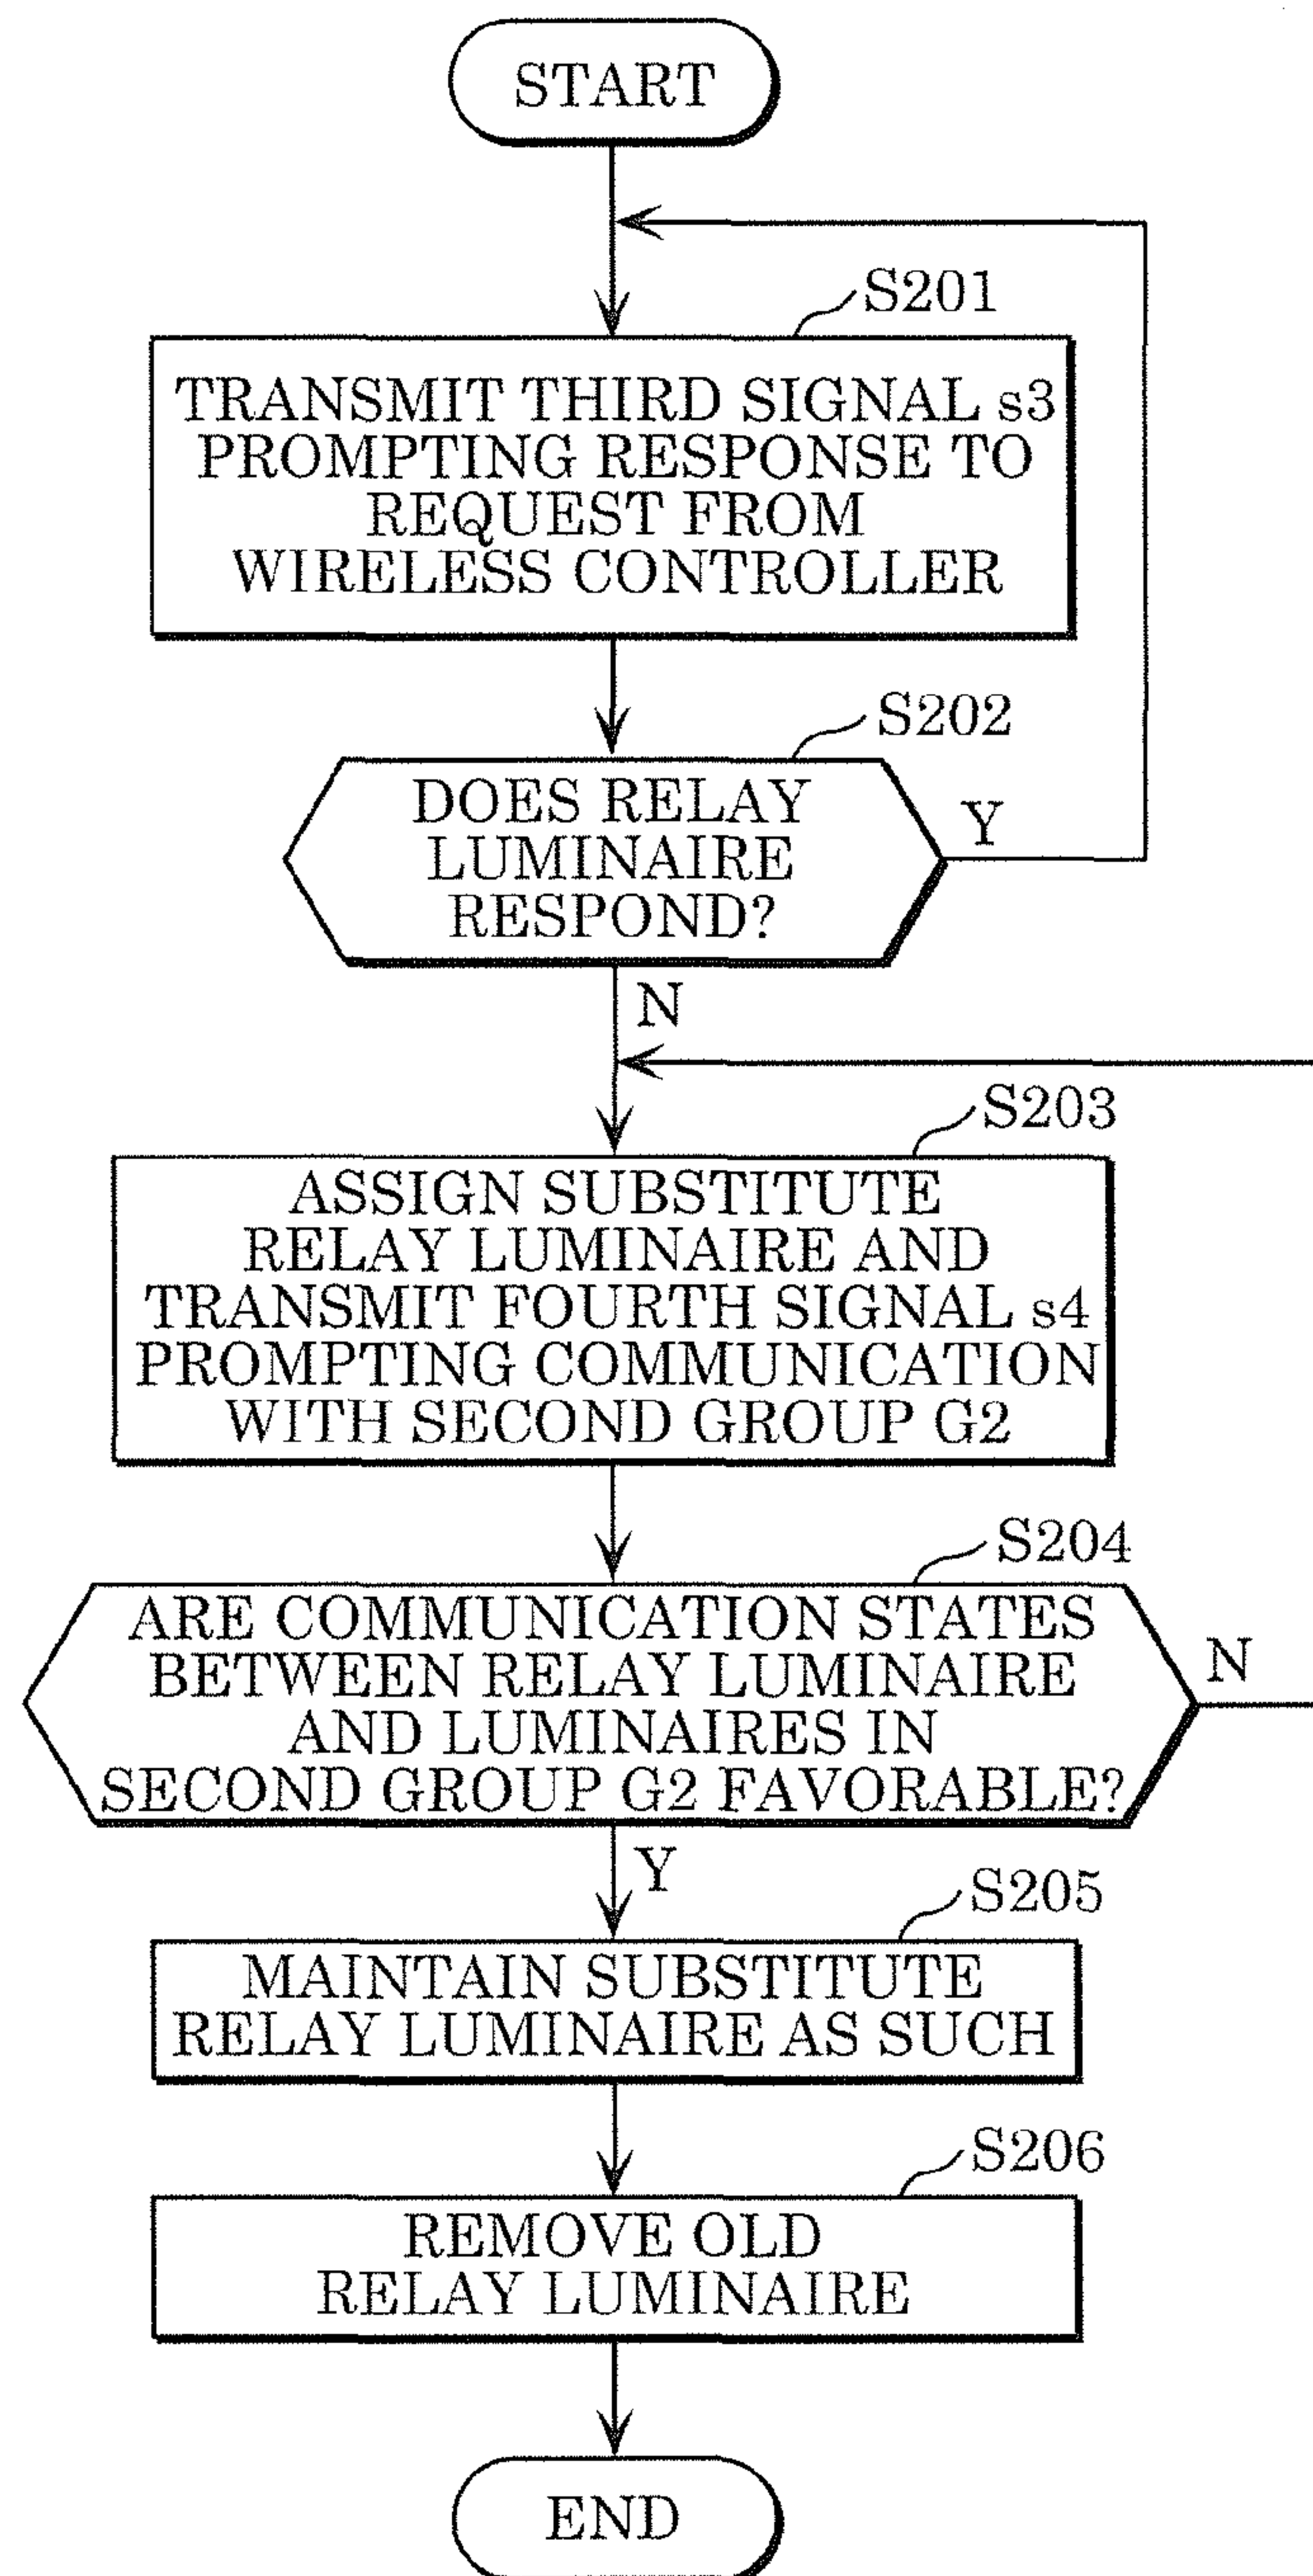 START
S201
TRANSMIT THIRD SIGNAL s3
PROMPTING RESPONSE TO
REQUEST FROM
WIRELESS CONTROLLER
S202
DOES RELAY
LUMINAIRE
RESPOND?
Y
N
S203
ASSIGN SUBSTITUTE
RELAY LUMINAIRE AND
TRANSMIT FOURTH SIGNAL s4
PROMPTING COMMUNICATION
WITH SECOND GROUP G2
S204
ARE COMMUNICATION STATES
BETWEEN RELAY LUMINAIRE
AND LUMINAIRES IN
SECOND GROUP G2 FAVORABLE?
N
Y
S205
MAINTAIN SUBSTITUTE
RELAY LUMINAIRE AS SUCH
S206
REMOVE OLD
RELAY LUMINAIRE
END